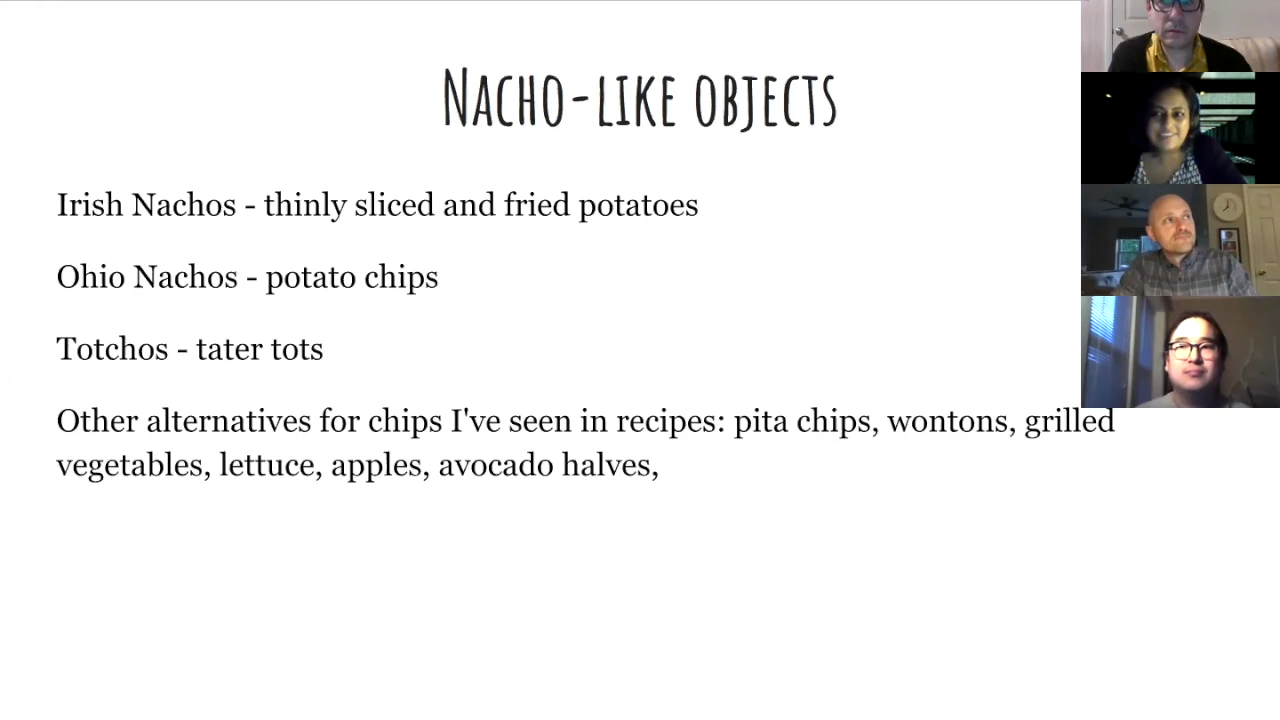 Nacho-like objects
Irish Nachos - thinly sliced and fried potatoes
Ohio Nachos - potato chips
Totchos - tater tots
Other alternatives for chips I've seen in recipes: pita chips, wontons, grilled
vegetables, lettuce, apples, avocado halves,